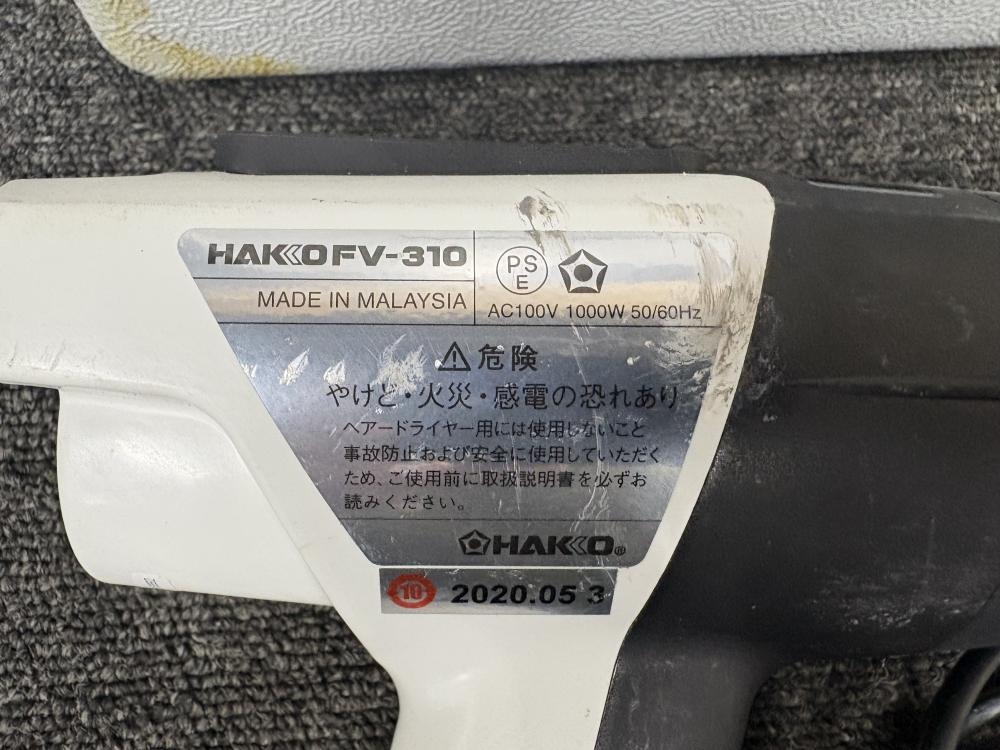 HAKKO FV-310
MADE IN MALAYSIA
PSE
AC100V 1000W 50/60Hz
⚠危険
やけど・火災・感電の恐れあり
ヘアードライヤー用には使用しないこと
事故防止および安全に使用していただく
ため、ご使用前に取扱説明書を必ずお
読みください。
HAKKO®
10 2020.05 3